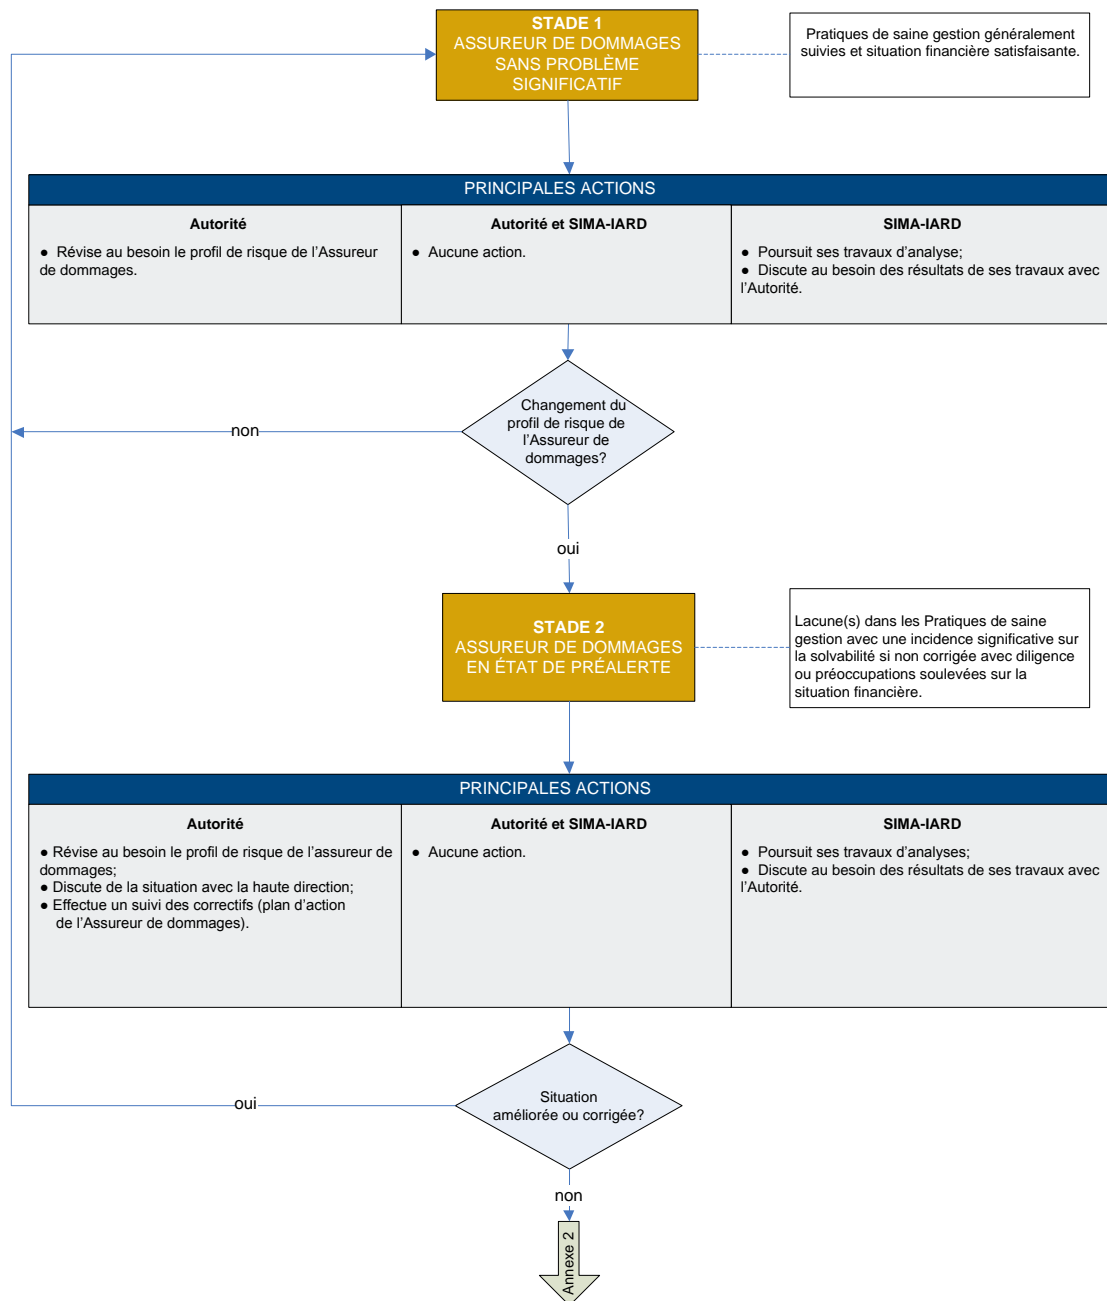 STADE 1
ASSUREUR DE DOMMAGES
SANS PROBLÈME
SIGNIFICATIF
Pratiques de saine gestion généralement
suivies et situation financière satisfaisante.
PRINCIPALES ACTIONS
Autorité
● Révise au besoin le profil de risque de l’Assureur
de dommages.
Autorité et SIMA-IARD
● Aucune action.
SIMA-IARD
● Poursuit ses travaux d’analyse;
● Discute au besoin des résultats de ses travaux avec
l’Autorité.
Changement du
profil de risque de
l’Assureur de
dommages?
non
oui
STADE 2
ASSUREUR DE DOMMAGES
EN ÉTAT DE PRÉALERTE
Lacune(s) dans les Pratiques de saine
gestion avec une incidence significative sur
la solvabilité si non corrigée avec diligence
ou préoccupations soulevées sur la
situation financière.
PRINCIPALES ACTIONS
Autorité
● Révise au besoin le profil de risque de l’assureur de
dommages;
● Discute de la situation avec la haute direction;
● Effectue un suivi des correctifs (plan d’action
de l’Assureur de dommages).
Autorité et SIMA-IARD
● Aucune action.
SIMA-IARD
● Poursuit ses travaux d’analyses;
● Discute au besoin des résultats de ses travaux avec
l’Autorité.
Situation
améliorée ou corrigée?
oui
non
Annexe 2